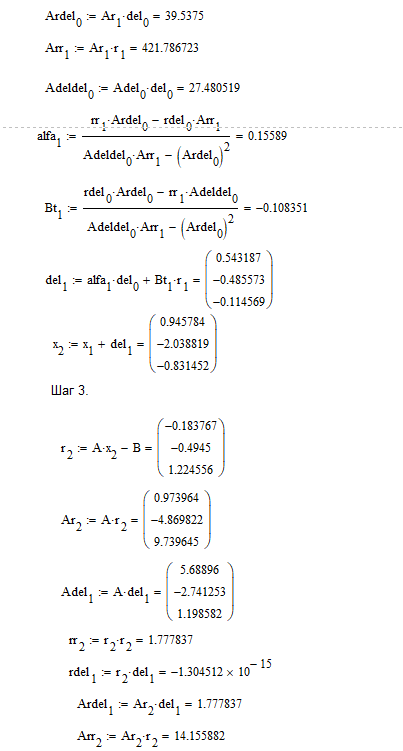 Ardel₀ := Ar₁·del₀ = 39.5375
Arr₁ := Ar₁·r₁ = 421.786723
Adeldel₀ := Adel₀·del₀ = 27.480519
alfa₁ := (rr₁·Ardel₀ − rdel₀·Arr₁) / (Adeldel₀·Arr₁ − (Ardel₀)²) = 0.15589
Bt₁ := (rdel₀·Ardel₀ − rr₁·Adeldel₀) / (Adeldel₀·Arr₁ − (Ardel₀)²) = −0.108351
del₁ := alfa₁·del₀ + Bt₁·r₁ = (0.543187 −0.485573 −0.114569)
x₂ := x₁ + del₁ = (0.945784 −2.038819 −0.831452)
Шаг 3.
r₂ := A·x₂ − B = (−0.183767 −0.4945 1.224556)
Ar₂ := A·r₂ = (0.973964 −4.869822 9.739645)
Adel₁ := A·del₁ = (5.68896 −2.741253 1.198582)
rr₂ := r₂·r₂ = 1.777837
rdel₁ := r₂·del₁ = −1.304512 × 10⁻¹⁵
Ardel₁ := Ar₂·del₁ = 1.777837
Arr₂ := Ar₂·r₂ = 14.155882